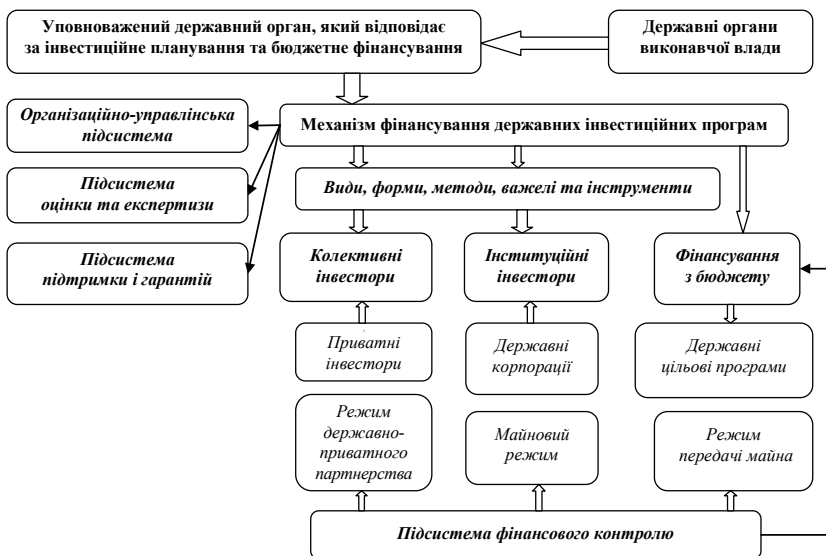 Уповноважений державний орган, який відповідає
за інвестиційне планування та бюджетне фінансування
Державні органи
виконавчої влади
Організаційно-управлінська
підсистема
Механізм фінансування державних інвестиційних програм
Підсистема
оцінки та експертизи
Види, форми, методи, важелі та інструменти
Підсистема
підтримки і гарантій
Колективні
інвестори
Інституційні
інвестори
Фінансування
з бюджету
Приватні
інвестори
Державні
корпорації
Державні
цільові програми
Режим
державно-
приватного
партнерства
Майновий
режим
Режим
передачі майна
Підсистема фінансового контролю